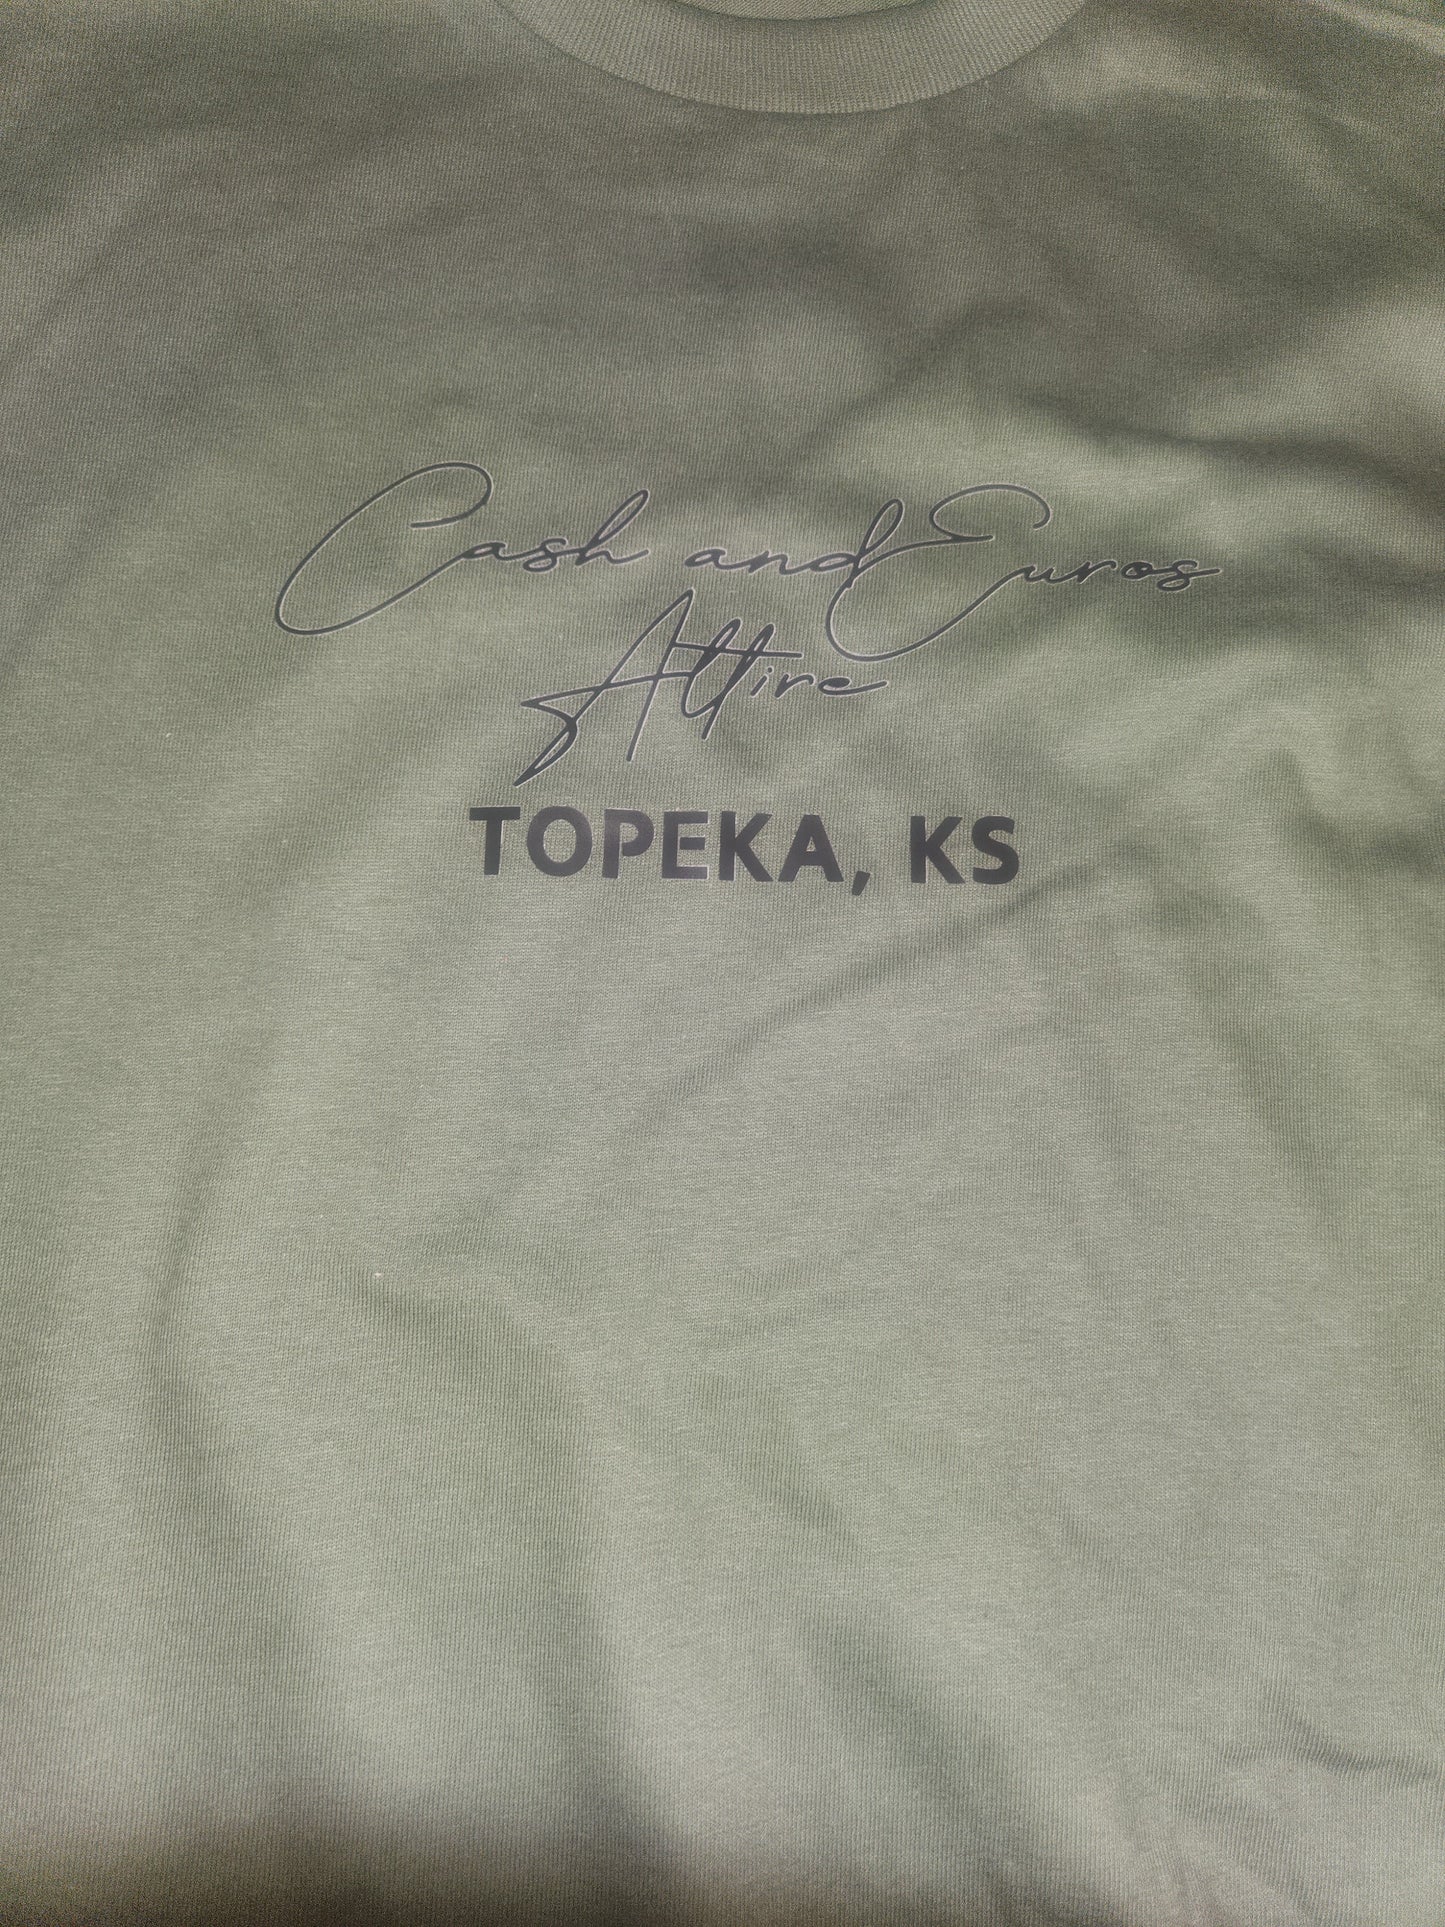 Cash and Euros
Attire
TOPEKA, KS